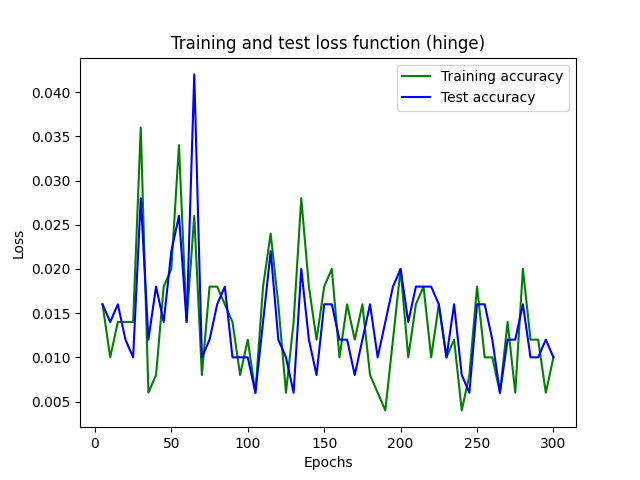 Training and test loss function (hinge)
Training accuracy
Test accuracy
0.040
0.035
0.030
0.025
0.020
0.015
0.010
0.005
Loss
0 50 100 150 200 250 300
Epochs